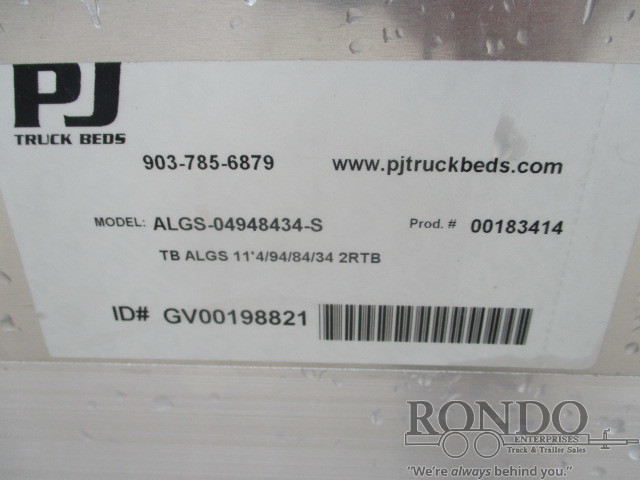 PJ
TRUCK BEDS
903-785-6879 www.pjtruckbeds.com
MODEL: ALGS-04948434-S Prod. # 00183414
TB ALGS 11'4/94/84/34 2RTB
ID# GV00198821
RONDO
ENTERPRISES
Truck & Trailer Sales
"We're always behind you."